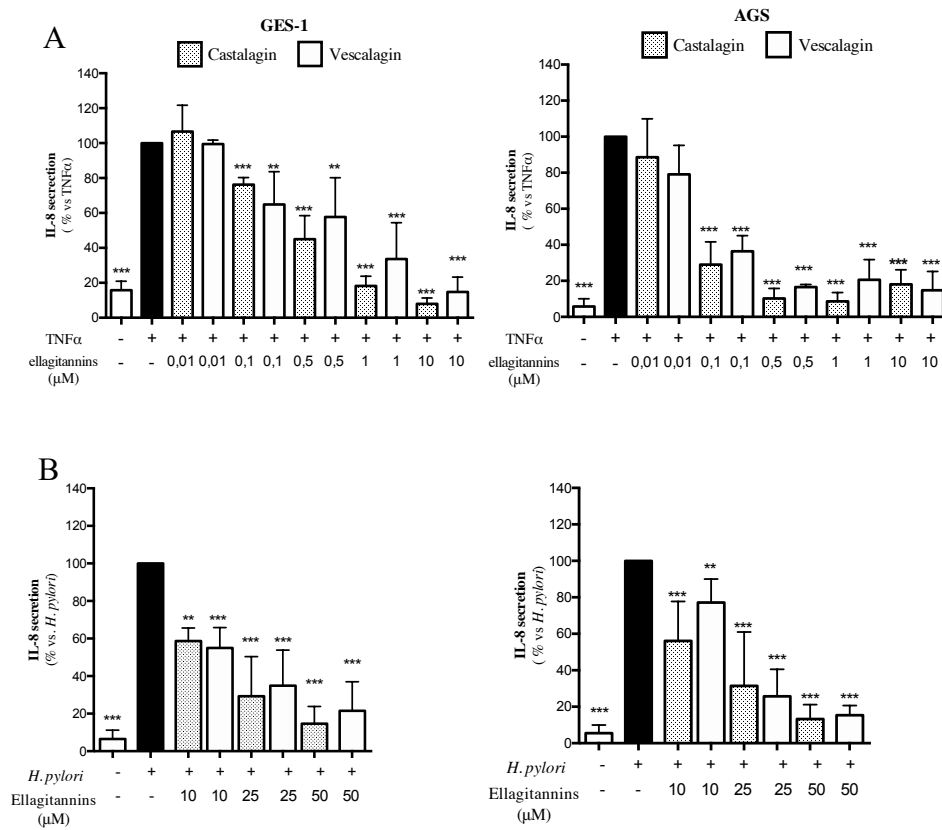 A
GES-1
Castalagin Vescalagin
140
120
100
80
60
40
20
0
IL-8 secretion
( % vs TNFα)
*** *** ** *** ** *** *** *** ***
TNFα - + + + + + + + + + + +
ellagitannins - - 0,01 0,01 0,1 0,1 0,5 0,5 1 1 10 10
(μM)
AGS
Castalagin Vescalagin
140
120
100
80
60
40
20
0
IL-8 secretion
( % vs TNFα)
*** *** *** *** *** *** *** *** ***
TNFα - + + + + + + + + + + +
ellagitannins - - 0,01 0,01 0,1 0,1 0,5 0,5 1 1 10 10
(μM)
B
140
120
100
80
60
40
20
0
IL-8 secretion
(% vs. H. pylori)
*** ** *** *** *** *** ***
H. pylori - + + + + + + +
Ellagitannins - - 10 10 25 25 50 50
(μM)
140
120
100
80
60
40
20
0
IL-8 secretion
( % vs H. pylori)
*** *** ** *** *** *** ***
H. pylori - + + + + + + +
Ellagitannins - - 10 10 25 25 50 50
(μM)